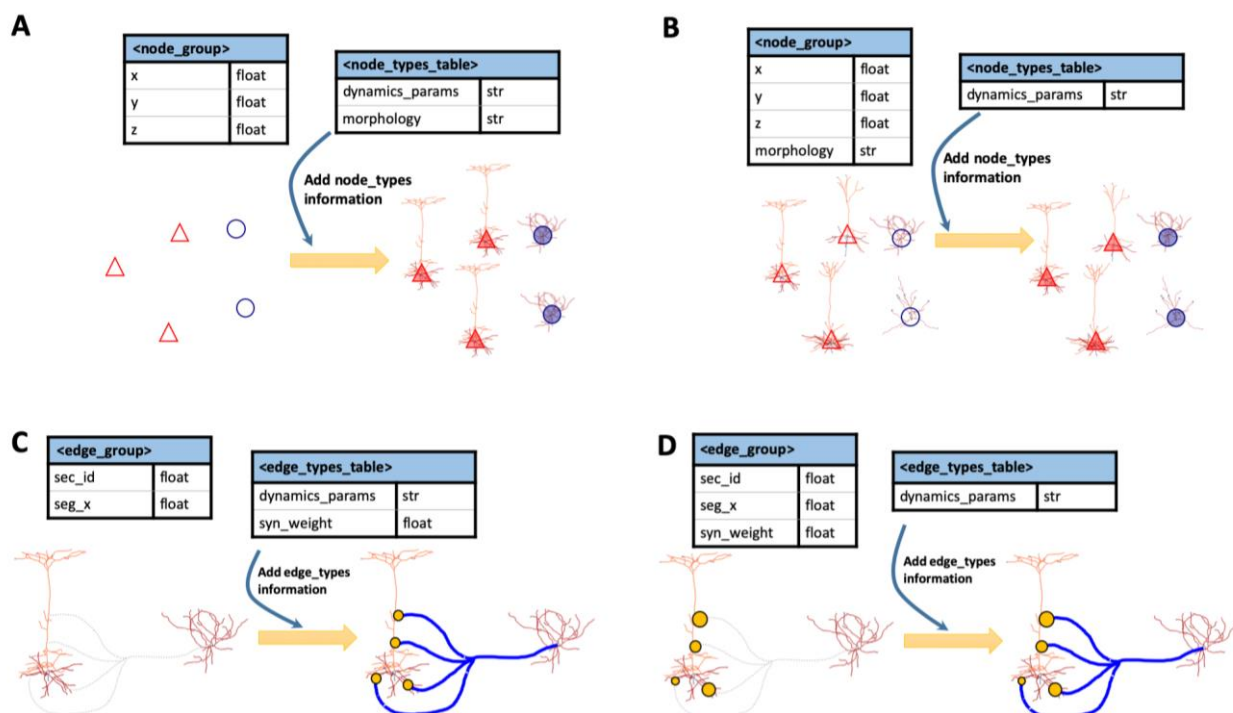 A
<node_group>
x float
y float
z float
<node_types_table>
dynamics_params str
morphology str
Add node_types
information
B
<node_group>
x float
y float
z float
morphology str
<node_types_table>
dynamics_params str
Add node_types
information
C
<edge_group>
sec_id float
seg_x float
<edge_types_table>
dynamics_params str
syn_weight float
Add edge_types
information
D
<edge_group>
sec_id float
seg_x float
syn_weight float
<edge_types_table>
dynamics_params str
Add edge_types
information